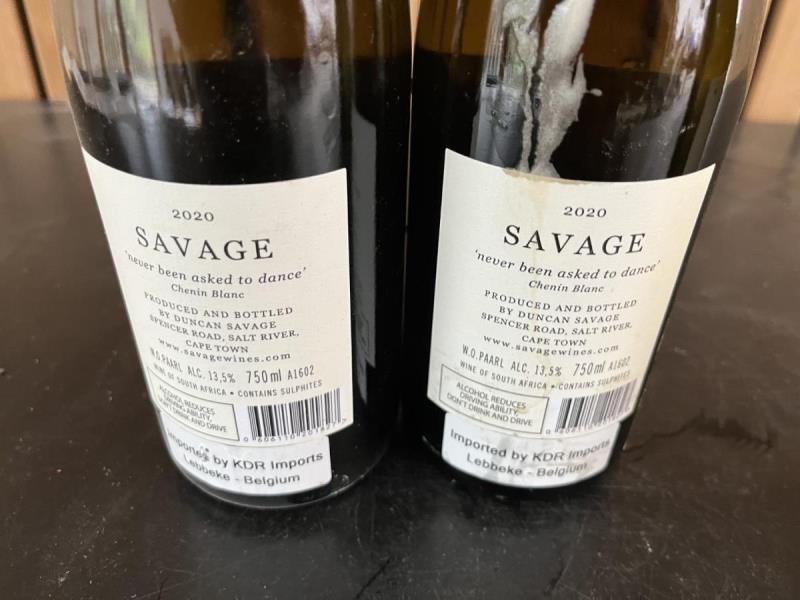 2020
SAVAGE
'never been asked to dance'
Chenin Blanc
PRODUCED AND BOTTLED
BY DUNCAN SAVAGE
SPENCER ROAD, SALT RIVER,
CAPE TOWN
www.savagewines.com
W.O. PAARL ALC. 13,5% 750ml A1602
WINE OF SOUTH AFRICA • CONTAINS SULPHITES
ALCOHOL REDUCES
DRIVING ABILITY,
DON'T DRINK AND DRIVE
Imported by KDR Imports
Lebbeke - Belgium
2020
SAVAGE
'never been asked to dance'
Chenin Blanc
PRODUCED AND BOTTLED
BY DUNCAN SAVAGE
SPENCER ROAD, SALT RIVER,
CAPE TOWN
www.savagewines.com
W.O. PAARL ALC. 13,5% 750ml A1602
WINE OF SOUTH AFRICA • CONTAINS SULPHITES
ALCOHOL REDUCES
DRIVING ABILITY,
DON'T DRINK AND DRIVE
Imported by KDR Imports
Lebbeke - Belgium